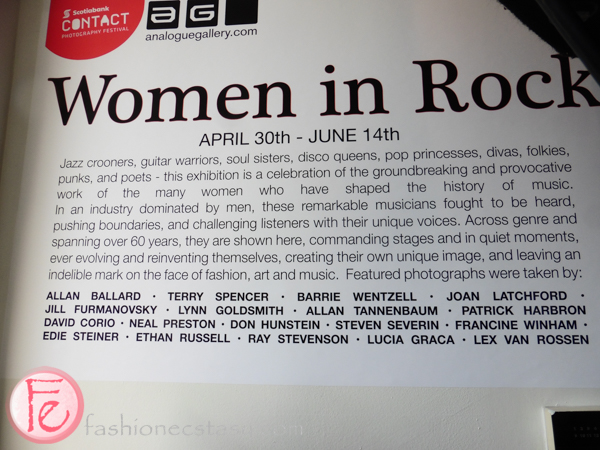 Scotiabank
CONTACT
PHOTOGRAPHY FESTIVAL
analoguegallery.com
Women in Rock
APRIL 30th - JUNE 14th
Jazz crooners, guitar warriors, soul sisters, disco queens, pop princesses, divas, folkies,
punks, and poets - this exhibition is a celebration of the groundbreaking and provocative
work of the many women who have shaped the history of music.
In an industry dominated by men, these remarkable musicians fought to be heard,
pushing boundaries, and challenging listeners with their unique voices. Across genre and
spanning over 60 years, they are shown here, commanding stages and in quiet moments,
ever evolving and reinventing themselves, creating their own unique image, and leaving an
indelible mark on the face of fashion, art and music. Featured photographs were taken by:
ALLAN BALLARD · TERRY SPENCER · BARRIE WENTZELL · JOAN LATCHFORD ·
JILL FURMANOVSKY · LYNN GOLDSMITH · ALLAN TANNENBAUM · PATRICK HARBRON
DAVID CORIO · NEAL PRESTON · DON HUNSTEIN · STEVEN SEVERIN · FRANCINE WINHAM ·
EDIE STEINER · ETHAN RUSSELL · RAY STEVENSON · LUCIA GRACA · LEX VAN ROSSEN
Fe